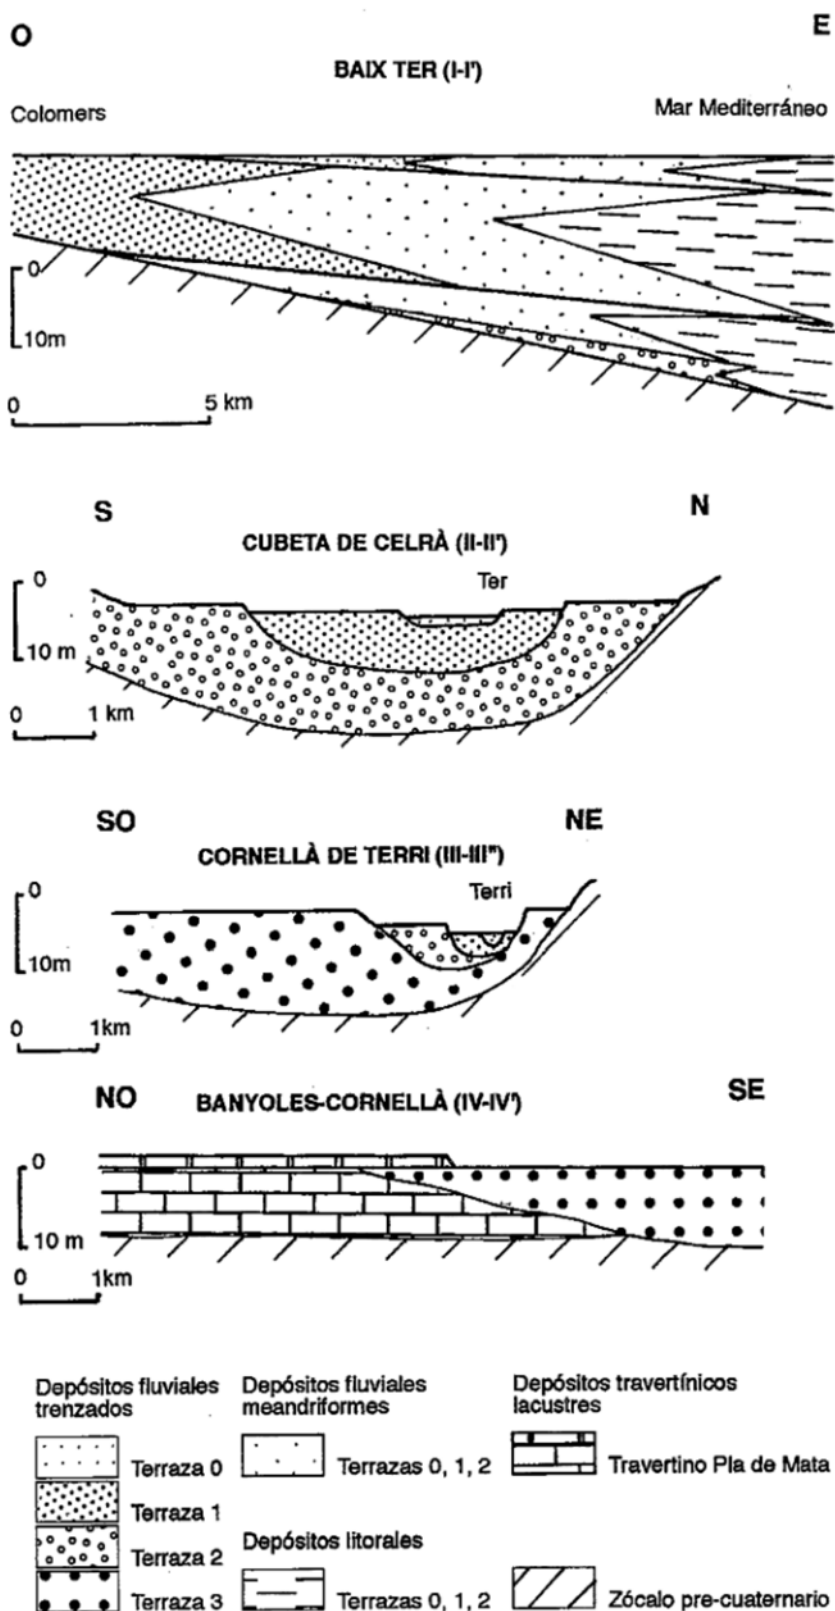 O E
BAIX TER (I-I')
Colomers Mar Mediterráneo
0
10m
0 5 km
S N
CUBETA DE CELRÀ (II-II')
0 Ter
10 m
0 1 km
SO NE
CORNELLÀ DE TERRI (III-III")
0 Terri
10m
0 1km
NO SE
BANYOLES-CORNELLÀ (IV-IV')
0
10 m
0 1km
Depósitos fluviales
trenzados
Terraza 0
Terraza 1
Terraza 2
Terraza 3
Depósitos fluviales
meandriformes
Terrazas 0, 1, 2
Depósitos litorales
Terrazas 0, 1, 2
Depósitos travertínicos
lacustres
Travertino Pla de Mata
Zócalo pre-cuaternario